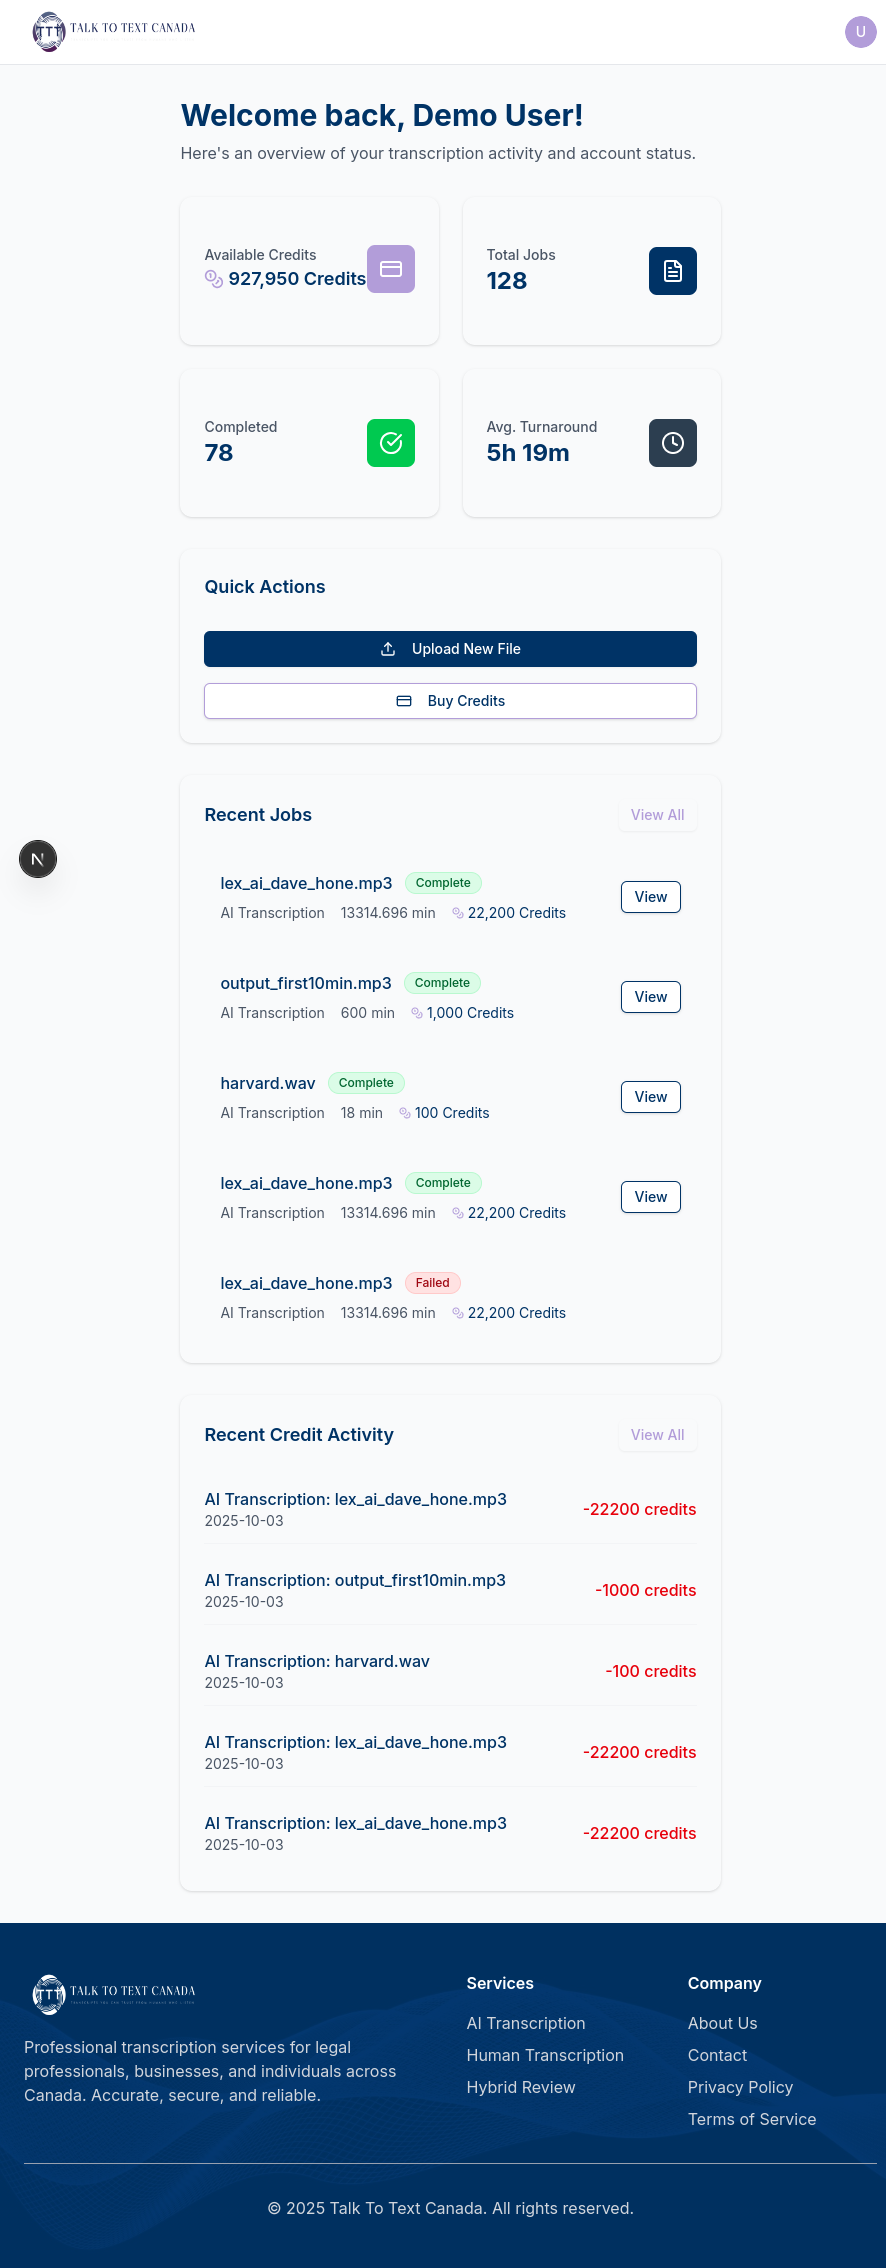 TTT TALK TO TEXT CANADA
U
Welcome back, Demo User!
Here's an overview of your transcription activity and account status.
Available Credits
927,950 Credits
Total Jobs
128
Completed
78
Avg. Turnaround
5h 19m
Quick Actions
Upload New File
Buy Credits
Recent Jobs
View All
N
lex_ai_dave_hone.mp3 Complete
AI Transcription 13314.696 min 22,200 Credits
View
output_first10min.mp3 Complete
AI Transcription 600 min 1,000 Credits
View
harvard.wav Complete
AI Transcription 18 min 100 Credits
View
lex_ai_dave_hone.mp3 Complete
AI Transcription 13314.696 min 22,200 Credits
View
lex_ai_dave_hone.mp3 Failed
AI Transcription 13314.696 min 22,200 Credits
Recent Credit Activity
View All
AI Transcription: lex_ai_dave_hone.mp3
2025-10-03
-22200 credits
AI Transcription: output_first10min.mp3
2025-10-03
-1000 credits
AI Transcription: harvard.wav
2025-10-03
-100 credits
AI Transcription: lex_ai_dave_hone.mp3
2025-10-03
-22200 credits
AI Transcription: lex_ai_dave_hone.mp3
2025-10-03
-22200 credits
TTT TALK TO TEXT CANADA
Professional transcription services for legal
professionals, businesses, and individuals across
Canada. Accurate, secure, and reliable.
Services
AI Transcription
Human Transcription
Hybrid Review
Company
About Us
Contact
Privacy Policy
Terms of Service
© 2025 Talk To Text Canada. All rights reserved.